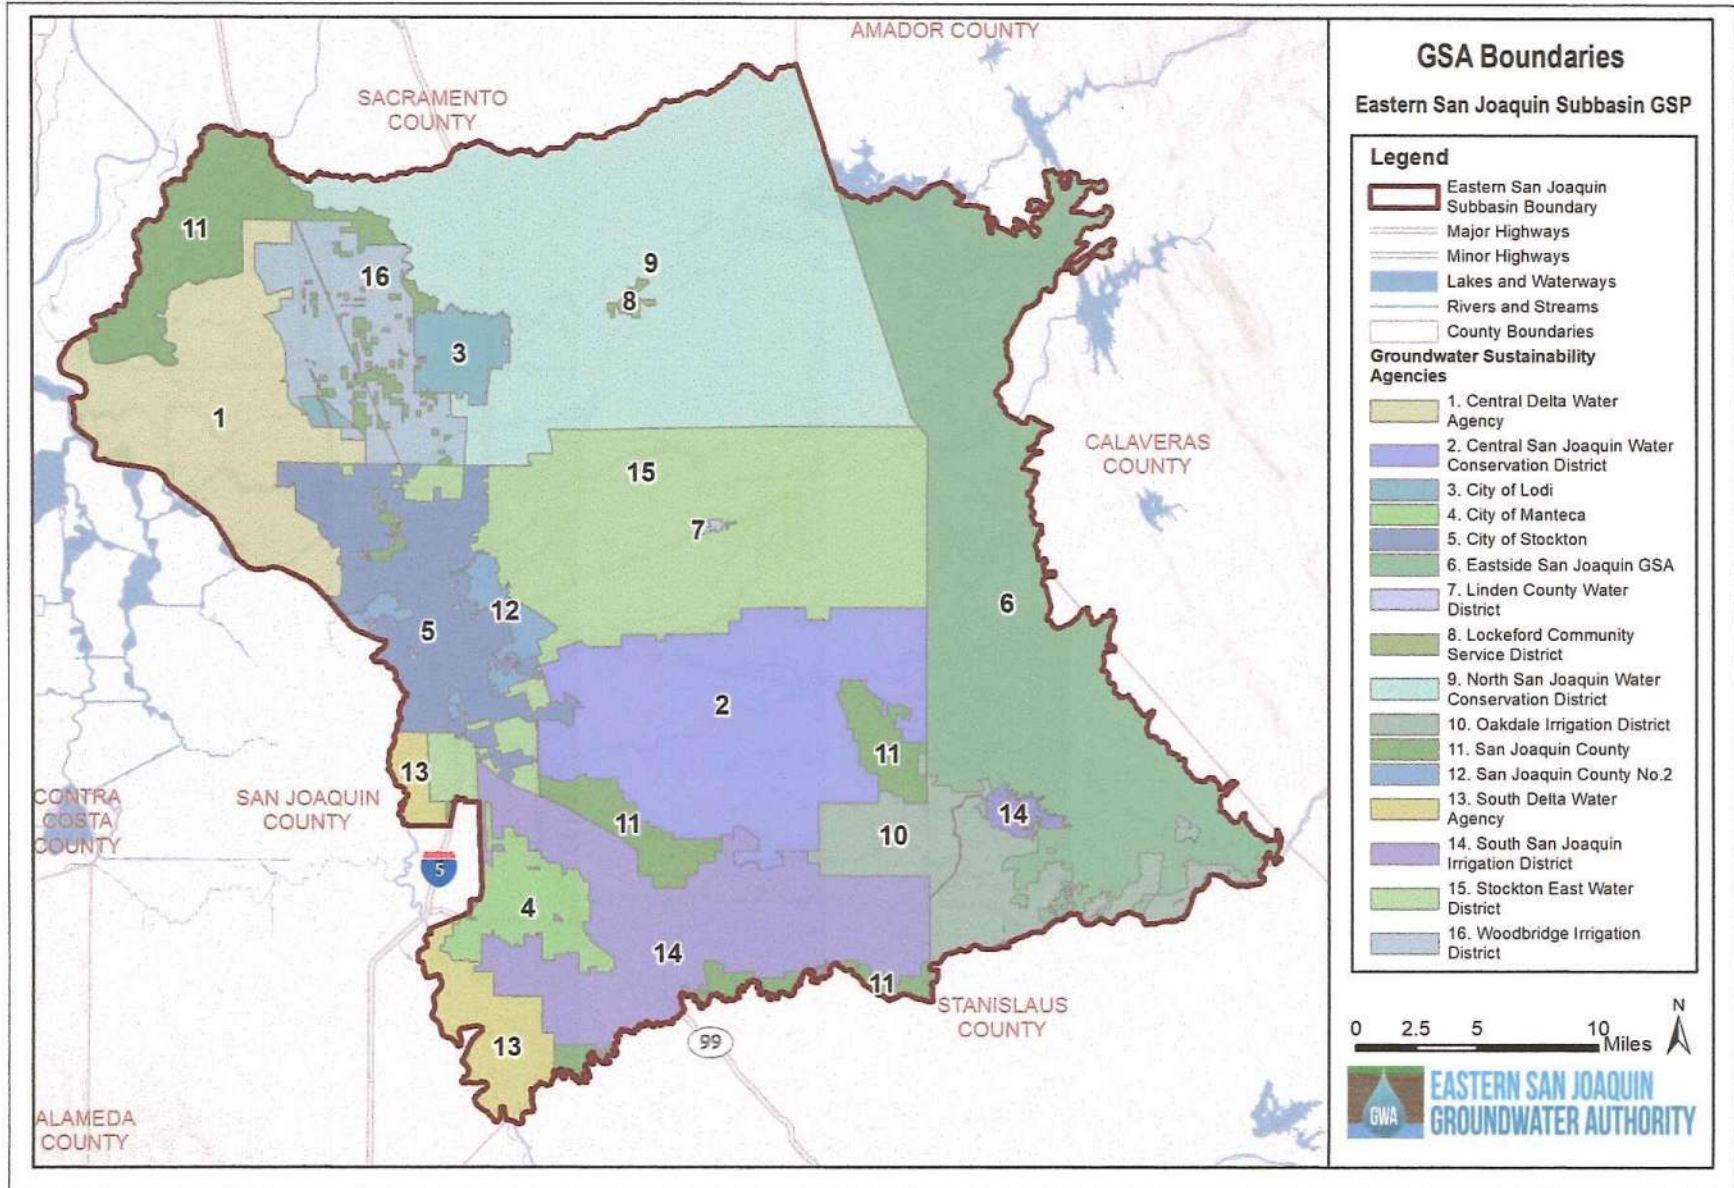 AMADOR COUNTY
SACRAMENTO
COUNTY
11
16
9
8
3
1
15
7
CALAVERAS
COUNTY
12
5
6
2
11
13
CONTRA
COSTA
COUNTY
SAN JOAQUIN
COUNTY
11
10
14
5
4
14
11
STANISLAUS
COUNTY
13
99
ALAMEDA
COUNTY
GSA Boundaries
Eastern San Joaquin Subbasin GSP
Legend
Eastern San Joaquin
Subbasin Boundary
Major Highways
Minor Highways
Lakes and Waterways
Rivers and Streams
County Boundaries
Groundwater Sustainability
Agencies
1. Central Delta Water
Agency
2. Central San Joaquin Water
Conservation District
3. City of Lodi
4. City of Manteca
5. City of Stockton
6. Eastside San Joaquin GSA
7. Linden County Water
District
8. Lockeford Community
Service District
9. North San Joaquin Water
Conservation District
10. Oakdale Irrigation District
11. San Joaquin County
12. San Joaquin County No.2
13. South Delta Water
Agency
14. South San Joaquin
Irrigation District
15. Stockton East Water
District
16. Woodbridge Irrigation
District
N
0 2.5 5 10
Miles
GWA
EASTERN SAN JOAQUIN
GROUNDWATER AUTHORITY